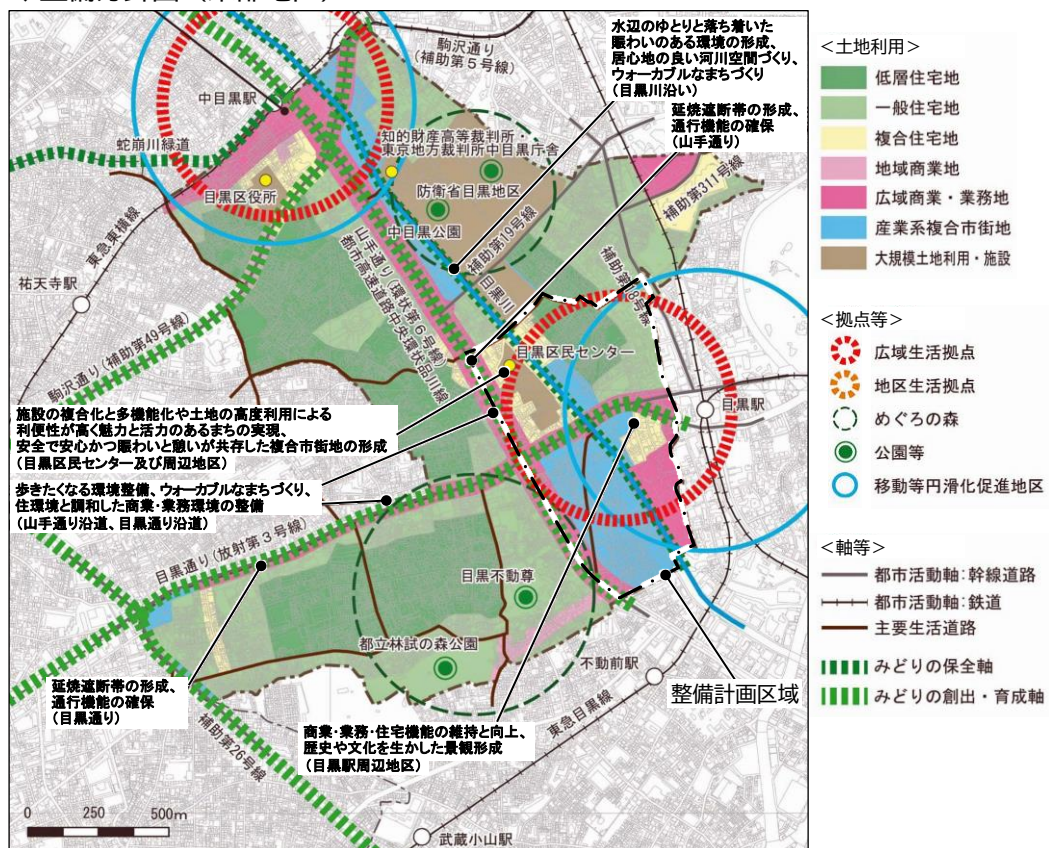 駒沢通り
(補助第5号線)
水辺のゆとりと落ち着いた
賑わいのある環境の形成、
居心地の良い河川空間づくり、
ウォーカブルなまちづくり
(目黒川沿い)
延焼遮断帯の形成、
通行機能の確保
(山手通り)
中目黒駅
蛇崩川緑道
知的財産高等裁判所・
東京地方裁判所中目黒庁舎
防衛省目黒地区
目黒区役所
中目黒公園
補助第311号線
東急東横線
補助第19号線
補助第18号線
山手通り(環状第6号線)
都市高速道路中央環状品川線
目黒川
祐天寺駅
駒沢通り(補助第49号線)
目黒区民センター
目黒駅
施設の複合化と多機能化や土地の高度利用による
利便性が高く魅力と活力のあるまちの実現、
安全で安心かつ賑わいと憩いが共存した複合市街地の形成
(目黒区民センター及び周辺地区)
歩きたくなる環境整備、ウォーカブルなまちづくり、
住環境と調和した商業・業務環境の整備
(山手通り沿道、目黒通り沿道)
目黒通り(放射第3号線)
目黒不動尊
都立林試の森公園
不動前駅
延焼遮断帯の形成、
通行機能の確保
(目黒通り)
整備計画区域
商業・業務・住宅機能の維持と向上、
歴史や文化を生かした景観形成
(目黒駅周辺地区)
東急目黒線
補助第26号線
武蔵小山駅
0 250 500m
<土地利用>
低層住宅地
一般住宅地
複合住宅地
地域商業地
広域商業・業務地
産業系複合市街地
大規模土地利用・施設
<拠点等>
広域生活拠点
地区生活拠点
めぐろの森
公園等
移動等円滑化促進地区
<軸等>
都市活動軸:幹線道路
都市活動軸:鉄道
主要生活道路
みどりの保全軸
みどりの創出・育成軸